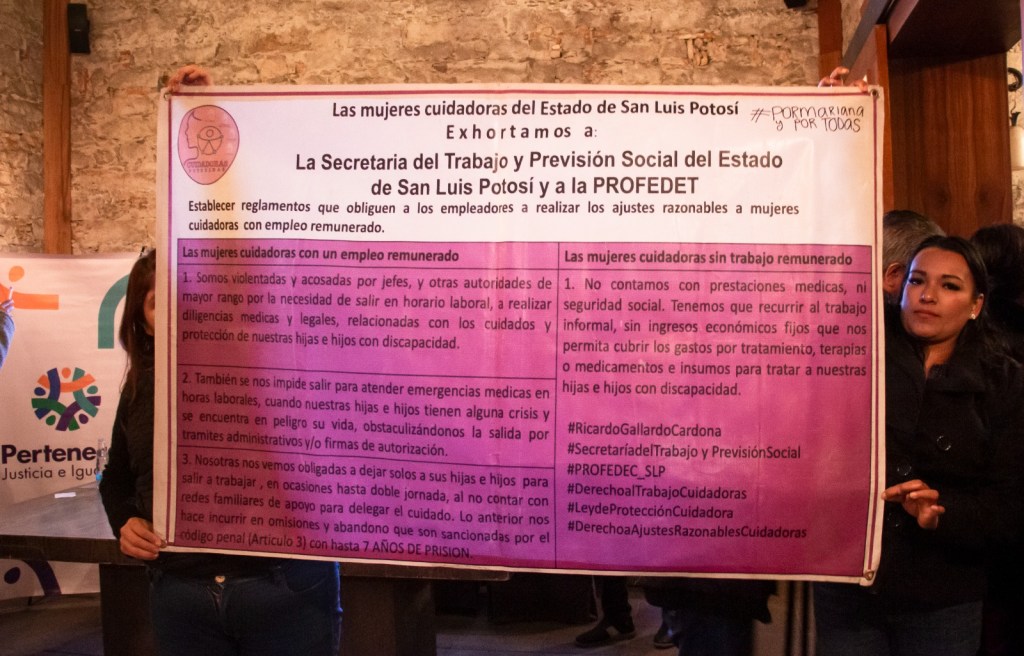 Las mujeres cuidadoras del Estado de San Luis Potosí
Exhortamos a:
#PORMARIANA
y POR TODAS
CUIDADORAS
La Secretaria del Trabajo y Previsión Social del Estado
de San Luis Potosí y a la PROFEDET
Establecer reglamentos que obliguen a los empleadores a realizar los ajustes razonables a mujeres
cuidadoras con empleo remunerado.
Las mujeres cuidadoras con un empleo remunerado
1. Somos violentadas y acosadas por jefes, y otras autoridades de
mayor rango por la necesidad de salir en horario laboral, a realizar
diligencias medicas y legales, relacionadas con los cuidados y
protección de nuestras hijas e hijos con discapacidad.
2. También se nos impide salir para atender emergencias medicas en
horas laborales, cuando nuestras hijas e hijos tienen alguna crisis y
se encuentra en peligro su vida, obstaculizándonos la salida por
tramites administrativos y/o firmas de autorización.
3. Nosotras nos vemos obligadas a dejar solos a sus hijas e hijos para
salir a trabajar , en ocasiones hasta doble jornada, al no contar con
redes familiares de apoyo para delegar el cuidado. Lo anterior nos
hace incurrir en omisiones y abandono que son sancionadas por el
código penal (Articulo 3) con hasta 7 AÑOS DE PRISION.
Las mujeres cuidadoras sin trabajo remunerado
1. No contamos con prestaciones medicas, ni
seguridad social. Tenemos que recurrir al trabajo
informal, sin ingresos económicos fijos que nos
permita cubrir los gastos por tratamiento, terapias
o medicamentos e insumos para tratar a nuestras
hijas e hijos con discapacidad.
#RicardoGallardoCardona
#SecretaríadelTrabajo y PrevisiónSocial
#PROFEDEC_SLP
#DerechoalTrabajoCuidadoras
#LeydeProtecciónCuidadora
#DerechoaAjustesRazonablesCuidadoras
Pertene
Justicia e Igua